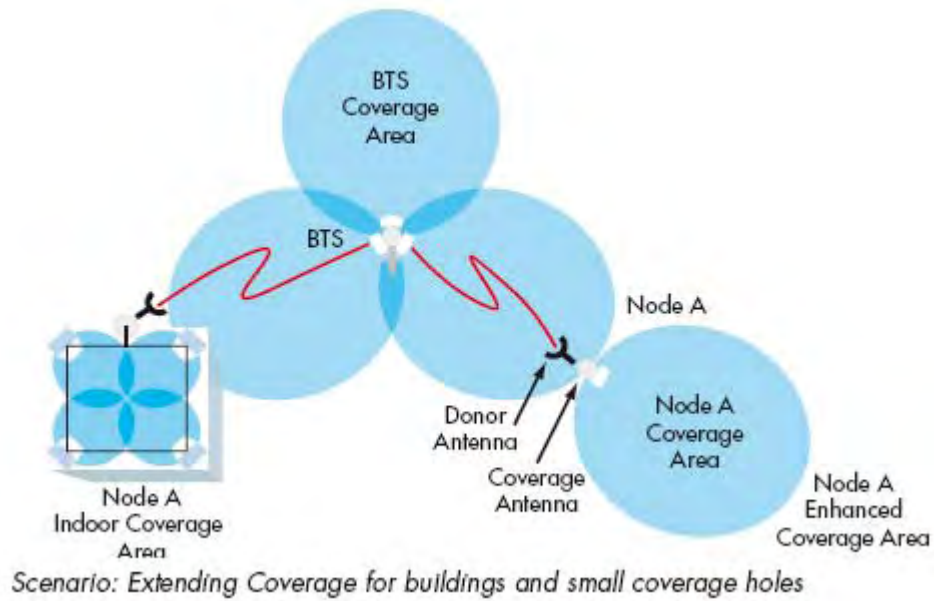 BTS
Coverage
Area
BTS
Node A
Donor
Antenna
Coverage
Antenna
Node A
Coverage
Area
Node A
Enhanced
Coverage Area
Node A
Indoor Coverage
Area
Scenario: Extending Coverage for buildings and small coverage holes